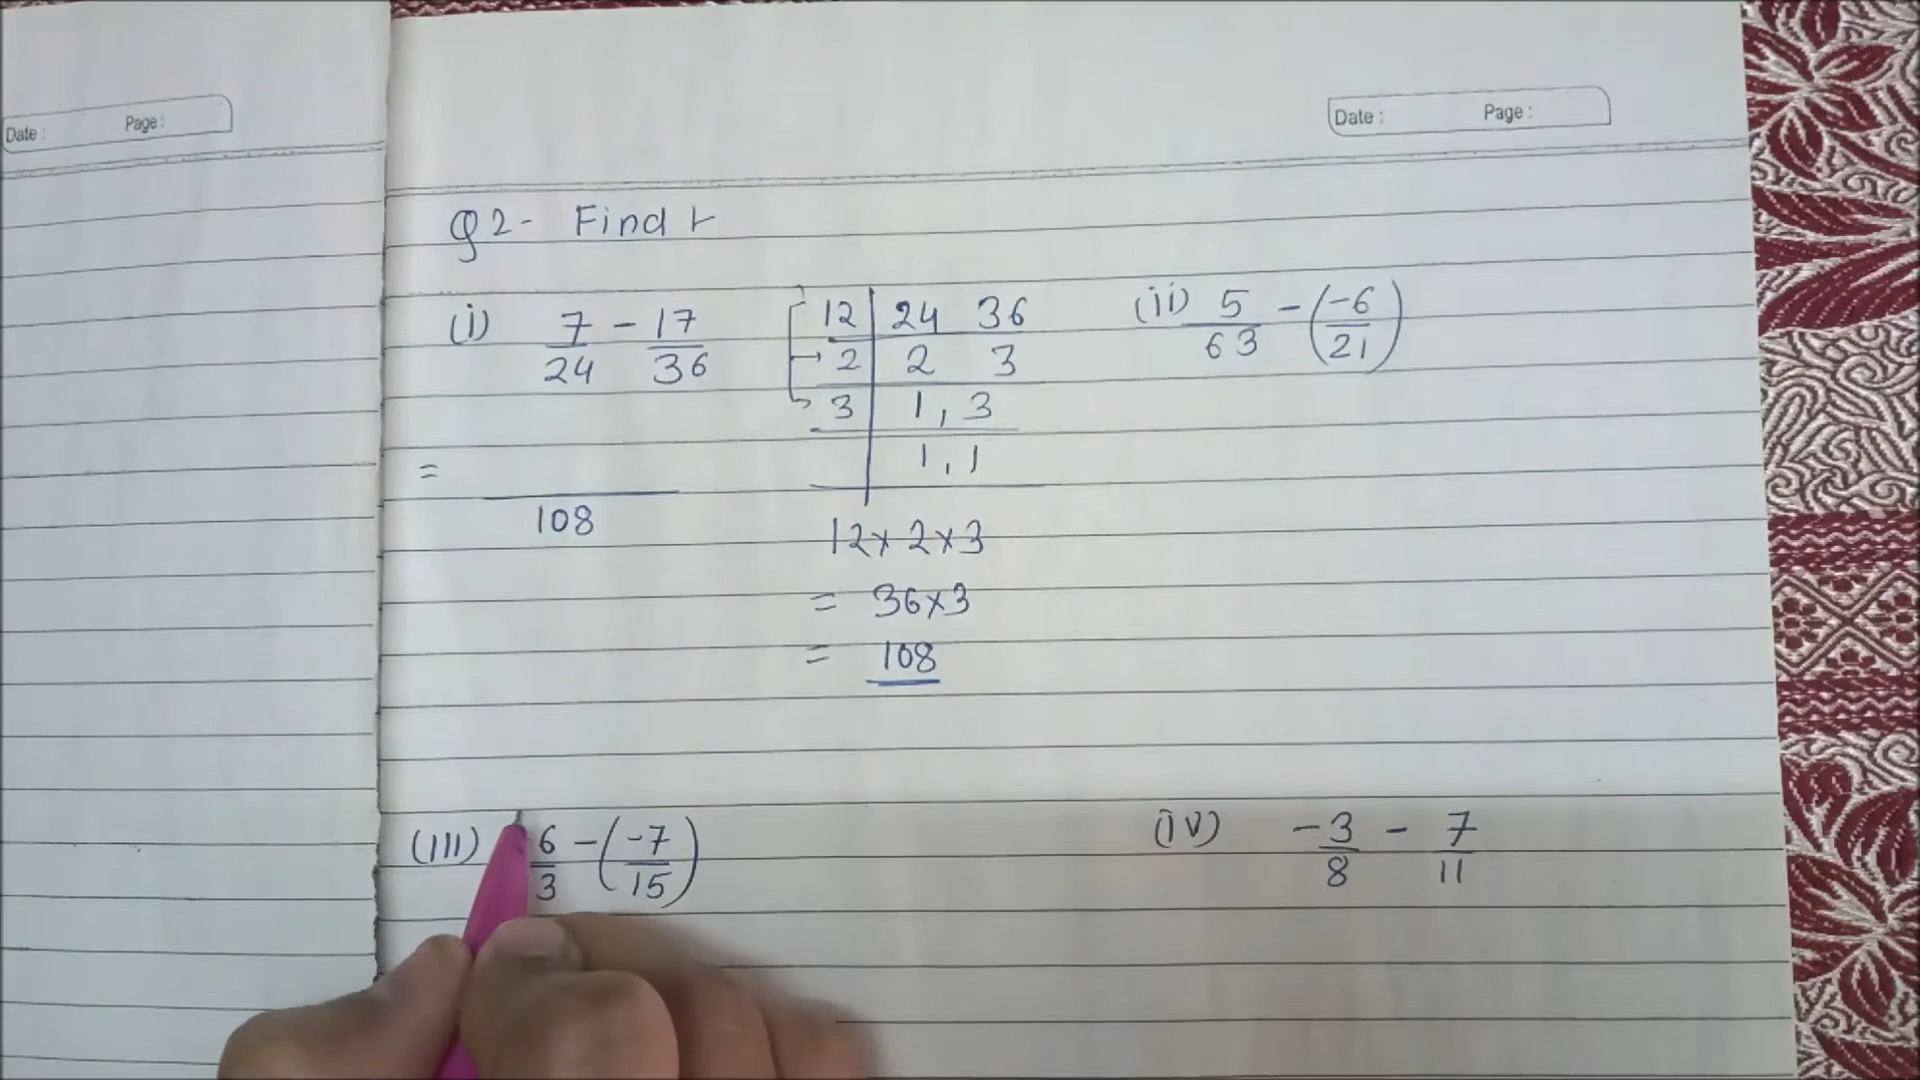 Date : Page :
Date : Page :
Q2- Find
(i) 7/24 - 17/36
12 | 24 36
2 | 2 3
3 | 1, 3
1, 1
= /108
12 x 2 x 3
= 36 x 3
= 108
(ii) 5/63 - (-6/21)
(iii) 6/3 - (-7/15)
(iv) -3/8 - 7/11